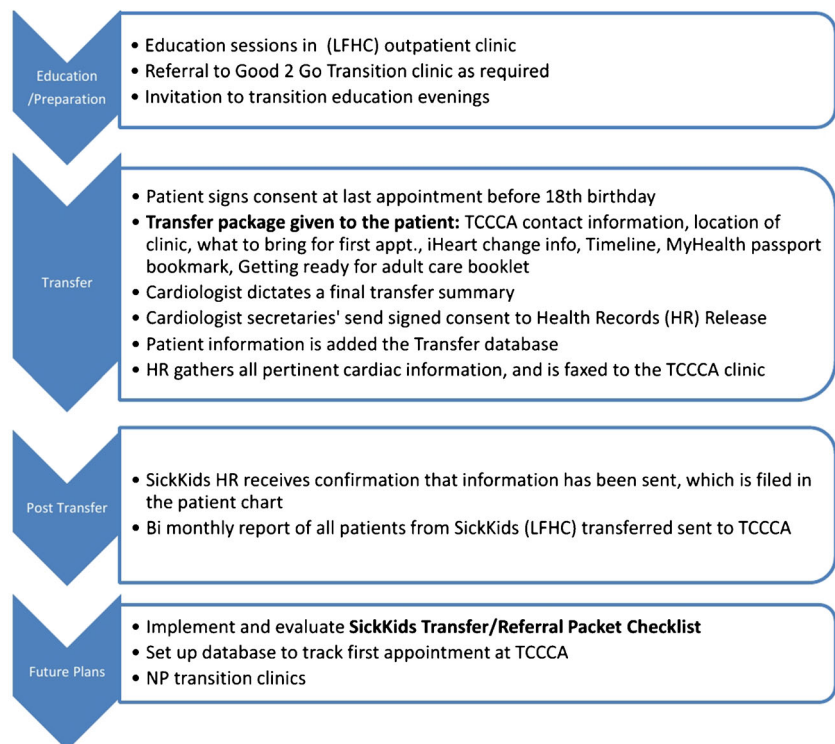 Education
/Preparation
• Education sessions in (LFHC) outpatient clinic
• Referral to Good 2 Go Transition clinic as required
• Invitation to transition education evenings
Transfer
• Patient signs consent at last appointment before 18th birthday
• Transfer package given to the patient: TCCCA contact information, location of
clinic, what to bring for first appt., iHeart change info, Timeline, MyHealth passport
bookmark, Getting ready for adult care booklet
• Cardiologist dictates a final transfer summary
• Cardiologist secretaries' send signed consent to Health Records (HR) Release
• Patient information is added the Transfer database
• HR gathers all pertinent cardiac information, and is faxed to the TCCCA clinic
Post Transfer
• SickKids HR receives confirmation that information has been sent, which is filed in
the patient chart
• Bi monthly report of all patients from SickKids (LFHC) transferred sent to TCCCA
Future Plans
• Implement and evaluate SickKids Transfer/Referral Packet Checklist
• Set up database to track first appointment at TCCCA
• NP transition clinics